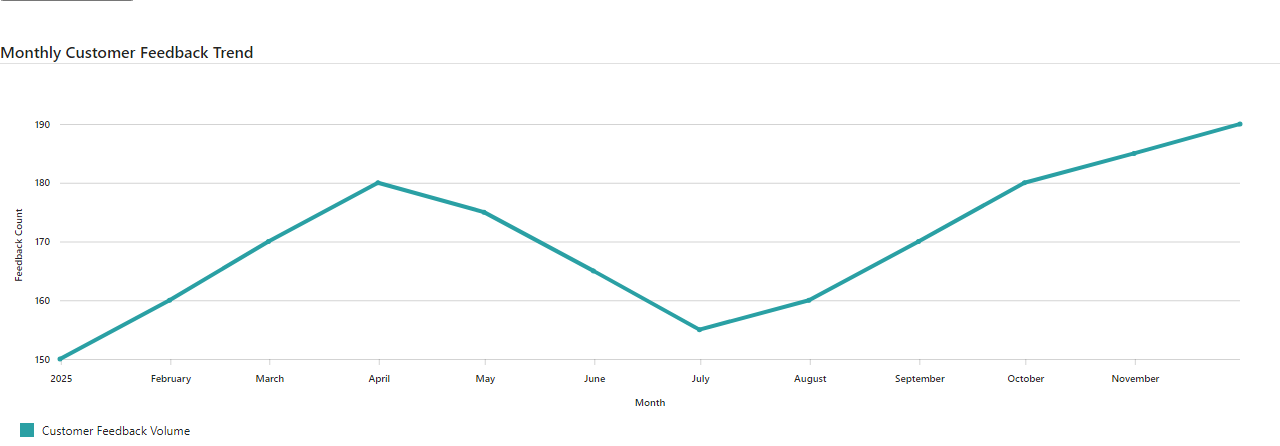 Monthly Customer Feedback Trend
190
180
170
160
150
Feedback Count
2025 February March April May June July August September October November
Month
Customer Feedback Volume